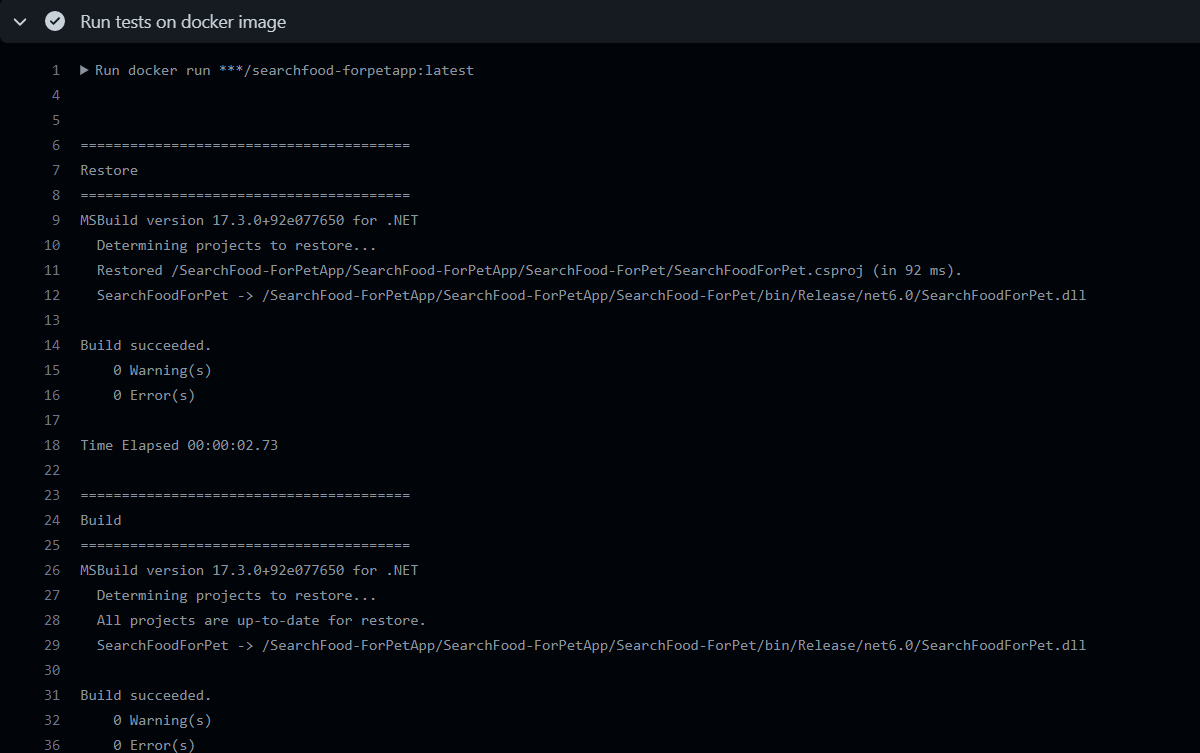 Run tests on docker image
1 Run docker run ***/searchfood-forpetapp:latest
4
5
6 ========================================
7 Restore
8 ========================================
9 MSBuild version 17.3.0+92e077650 for .NET
10 Determining projects to restore...
11 Restored /SearchFood-ForPetApp/SearchFood-ForPetApp/SearchFood-ForPet/SearchFoodForPet.csproj (in 92 ms).
12 SearchFoodForPet -> /SearchFood-ForPetApp/SearchFood-ForPetApp/SearchFood-ForPet/bin/Release/net6.0/SearchFoodForPet.dll
13
14 Build succeeded.
15 0 Warning(s)
16 0 Error(s)
17
18 Time Elapsed 00:00:02.73
22
23 ========================================
24 Build
25 ========================================
26 MSBuild version 17.3.0+92e077650 for .NET
27 Determining projects to restore...
28 All projects are up-to-date for restore.
29 SearchFoodForPet -> /SearchFood-ForPetApp/SearchFood-ForPetApp/SearchFood-ForPet/bin/Release/net6.0/SearchFoodForPet.dll
30
31 Build succeeded.
32 0 Warning(s)
36 0 Error(s)